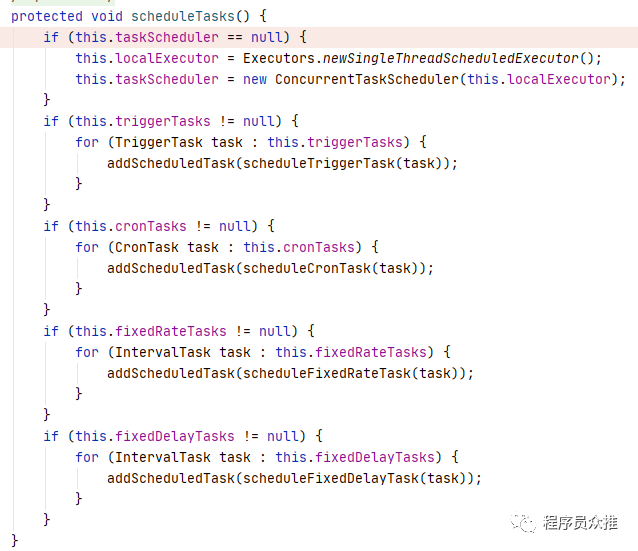 protected void scheduleTasks() {
    if (this.taskScheduler == null) {
        this.localExecutor = Executors.newSingleThreadScheduledExecutor();
        this.taskScheduler = new ConcurrentTaskScheduler(this.localExecutor);
    }
    if (this.triggerTasks != null) {
        for (TriggerTask task : this.triggerTasks) {
            addScheduledTask(scheduleTriggerTask(task));
        }
    }
    if (this.cronTasks != null) {
        for (CronTask task : this.cronTasks) {
            addScheduledTask(scheduleCronTask(task));
        }
    }
    if (this.fixedRateTasks != null) {
        for (IntervalTask task : this.fixedRateTasks) {
            addScheduledTask(scheduleFixedRateTask(task));
        }
    }
    if (this.fixedDelayTasks != null) {
        for (IntervalTask task : this.fixedDelayTasks) {
            addScheduledTask(scheduleFixedDelayTask(task));
        }
    }
}
程序员众推